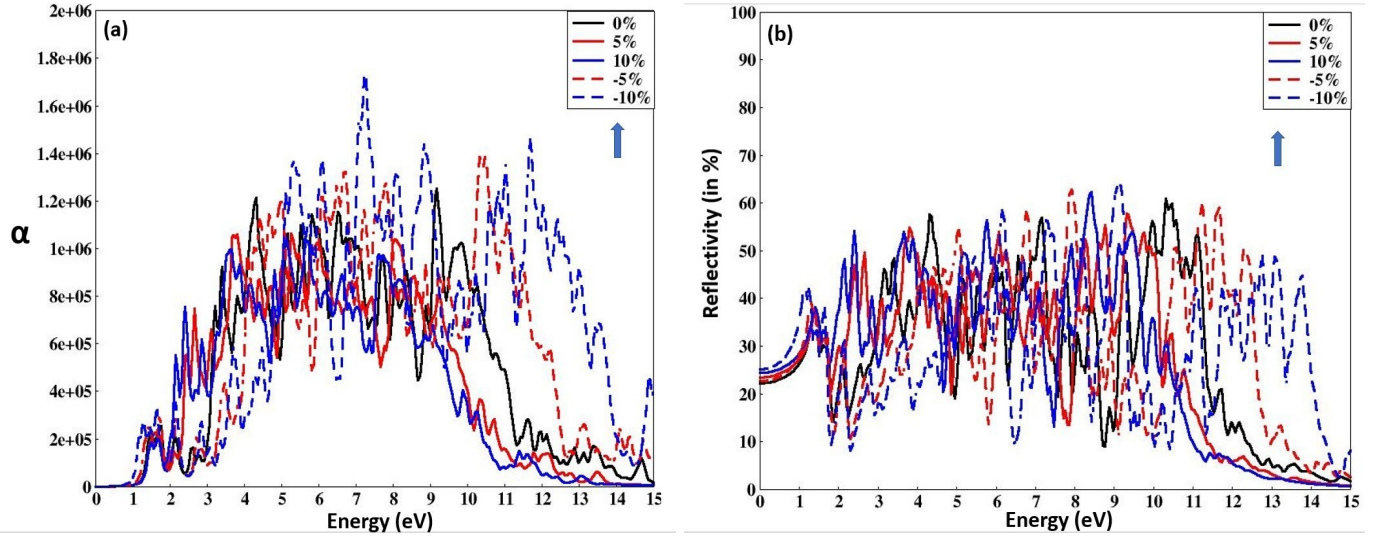 (a)
0%
5%
10%
-5%
-10%
2e+06
1.8e+06
1.6e+06
1.4e+06
1.2e+06
1e+06
8e+05
6e+05
4e+05
2e+05
0
α
0 1 2 3 4 5 6 7 8 9 10 11 12 13 14 15
Energy (eV)
(b)
0%
5%
10%
-5%
-10%
100
90
80
70
60
50
40
30
20
10
0
Reflectivity (in %)
0 1 2 3 4 5 6 7 8 9 10 11 12 13 14 15
Energy (eV)